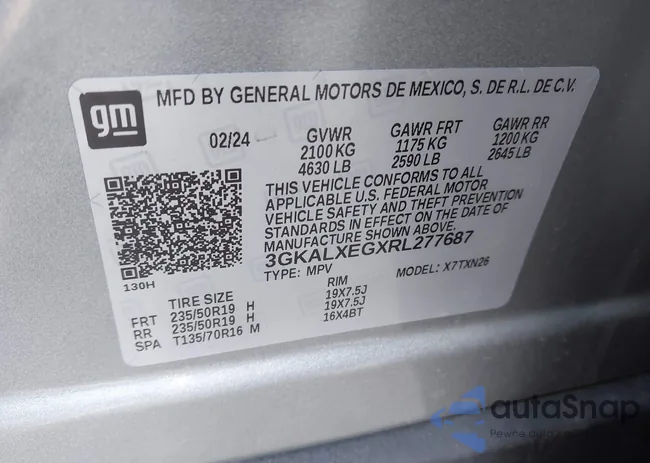 gm
MFD BY GENERAL MOTORS DE MEXICO, S. DE R.L. DE C.V.
02/24 GVWR GAWR FRT GAWR RR
2100 KG 1175 KG 1200 KG
4630 LB 2590 LB 2645 LB
THIS VEHICLE CONFORMS TO ALL
APPLICABLE U.S. FEDERAL MOTOR
VEHICLE SAFETY AND THEFT PREVENTION
STANDARDS IN EFFECT ON THE DATE OF
MANUFACTURE SHOWN ABOVE.
3GKALXEGXRL277687
TYPE: MPV MODEL: X7TXN26
130H
TIRE SIZE RIM
FRT 235/50R19 H 19X7.5J
RR 235/50R19 H 19X7.5J
SPA T135/70R16 M 16X4BT
autoSnap
Pewne auta z